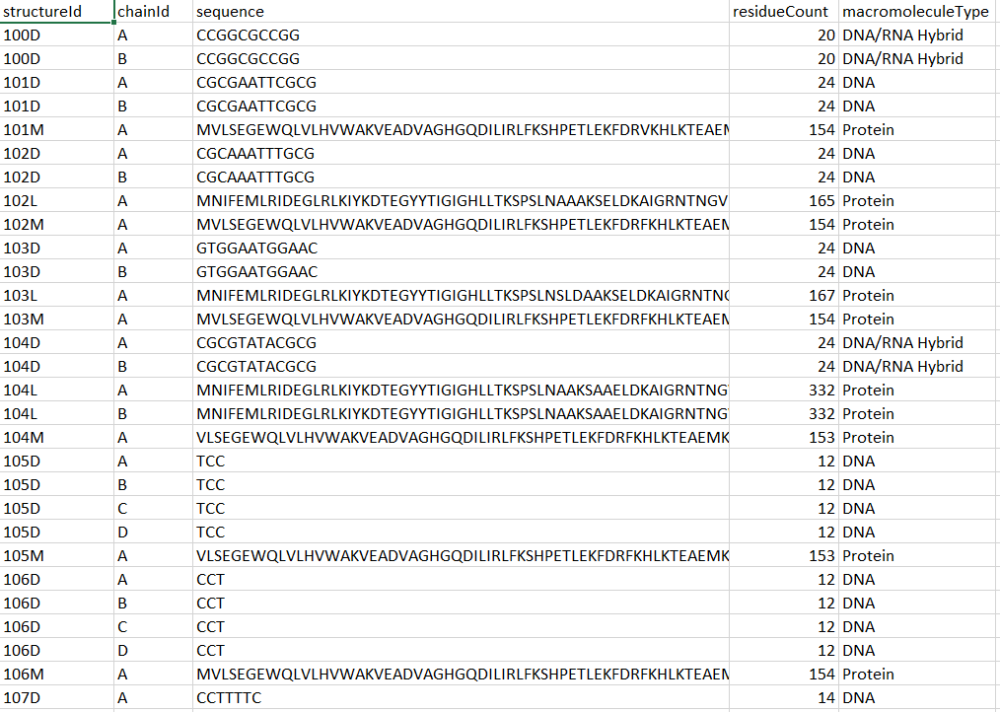 structureId chainId sequence residueCount macromoleculeType
100D A CCGGCGCCGG 20 DNA/RNA Hybrid
100D B CCGGCGCCGG 20 DNA/RNA Hybrid
101D A CGCGAATTCGCG 24 DNA
101D B CGCGAATTCGCG 24 DNA
101M A MVLSEGEWQLVLHVWAKVEADVAGHGQDILIRLFKSHPETLEKFDRVKHLKTEAEM 154 Protein
102D A CGCAAATTTGCG 24 DNA
102D B CGCAAATTTGCG 24 DNA
102L A MNIFEMLRIDEGLRLKIYKDTEGYYTIGIGHLLTKSPSLNAAAKSELDKAIGRNTNGV 165 Protein
102M A MVLSEGEWQLVLHVWAKVEADVAGHGQDILIRLFKSHPETLEKFDRFKHLKTEAEM 154 Protein
103D A GTGGAATGGAAC 24 DNA
103D B GTGGAATGGAAC 24 DNA
103L A MNIFEMLRIDEGLRLKIYKDTEGYYTIGIGHLLTKSPSLNSLDAAKSELDKAIGRNTNG 167 Protein
103M A MVLSEGEWQLVLHVWAKVEADVAGHGQDILIRLFKSHPETLEKFDRFKHLKTEAEM 154 Protein
104D A CGCGTATACGCG 24 DNA/RNA Hybrid
104D B CGCGTATACGCG 24 DNA/RNA Hybrid
104L A MNIFEMLRIDEGLRLKIYKDTEGYYTIGIGHLLTKSPSLNAAKSAAELDKAIGRNTNG 332 Protein
104L B MNIFEMLRIDEGLRLKIYKDTEGYYTIGIGHLLTKSPSLNAAKSAAELDKAIGRNTNG 332 Protein
104M A VLSEGEWQLVLHVWAKVEADVAGHGQDILIRLFKSHPETLEKFDRFKHLKTEAEMK 153 Protein
105D A TCC 12 DNA
105D B TCC 12 DNA
105D C TCC 12 DNA
105D D TCC 12 DNA
105M A VLSEGEWQLVLHVWAKVEADVAGHGQDILIRLFKSHPETLEKFDRFKHLKTEAEMK 153 Protein
106D A CCT 12 DNA
106D B CCT 12 DNA
106D C CCT 12 DNA
106D D CCT 12 DNA
106M A MVLSEGEWQLVLHVWAKVEADVAGHGQDILIRLFKSHPETLEKFDRFKHLKTEAEM 154 Protein
107D A CCTTTTC 14 DNA